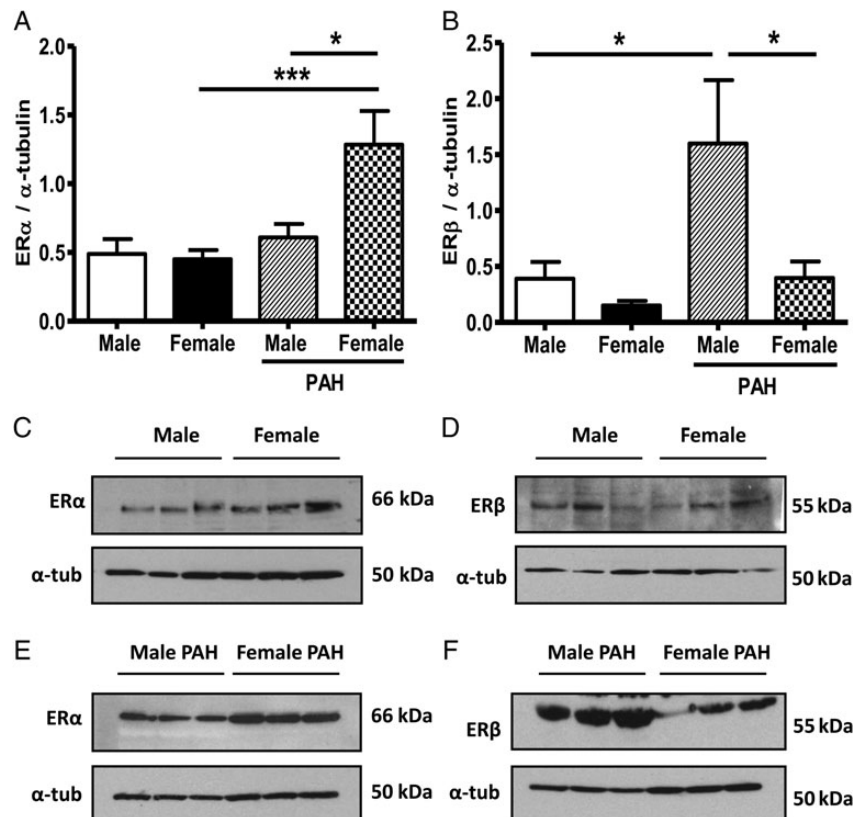 A
ERα / α-tubulin
2.0
1.5
1.0
0.5
0.0
*
***
Male
Female
Male
Female
PAH
B
ERβ / α-tubulin
2.5
2.0
1.5
1.0
0.5
0.0
*
*
Male
Female
Male
Female
PAH
C
Male
Female
ERα
66 kDa
α-tub
50 kDa
D
Male
Female
ERβ
55 kDa
α-tub
50 kDa
E
Male PAH
Female PAH
ERα
66 kDa
α-tub
50 kDa
F
Male PAH
Female PAH
ERβ
55 kDa
α-tub
50 kDa